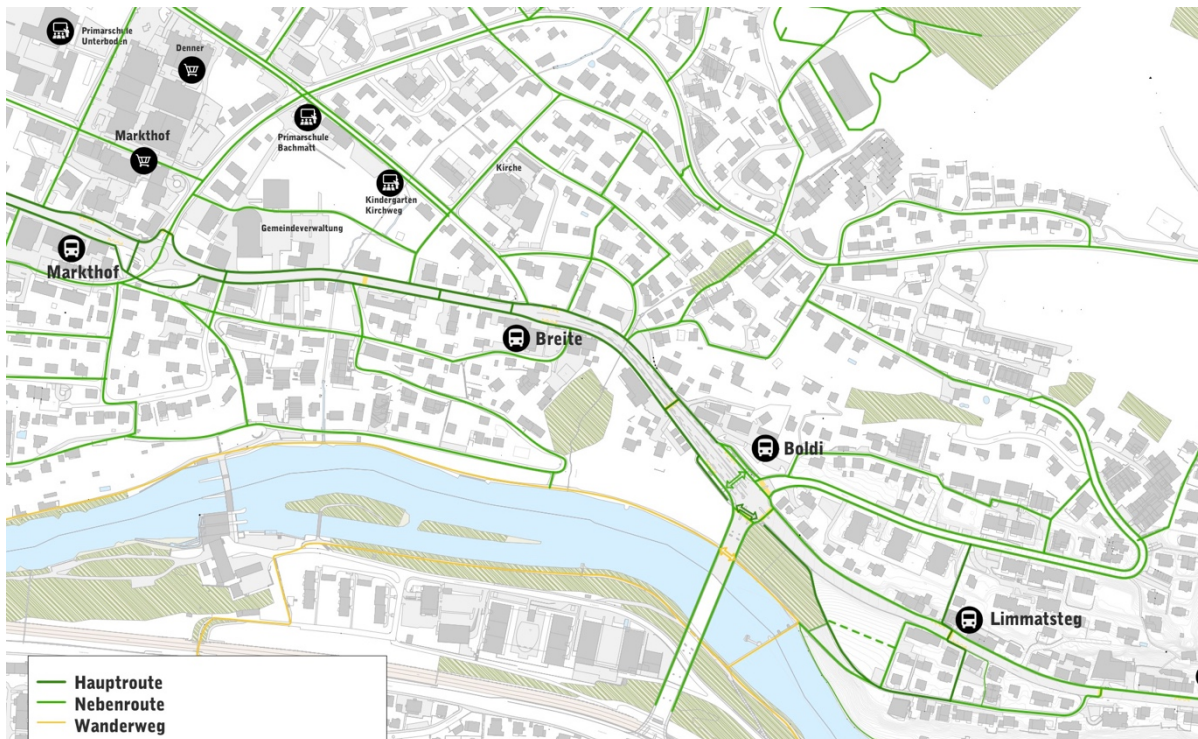 Primarschule
Unterboden
Denner
Markthof
Primarschule
Bachmatt
Kirche
Kindergarten
Kirchweg
Gemeindeverwaltung
Markthof
Breite
Boldi
Limmatsteg
Hauptroute
Nebenroute
Wanderweg